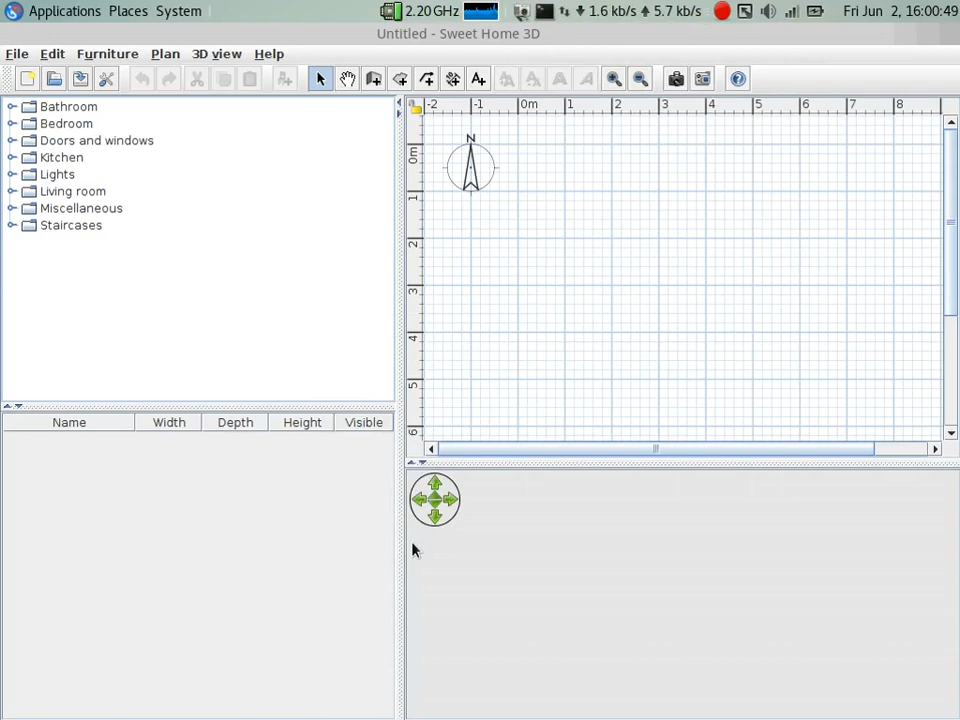 Applications Places System 2.20 GHz 1.6 kb/s 5.7 kb/s Fri Jun 2, 16:00:49
Untitled - Sweet Home 3D
File Edit Furniture Plan 3D view Help
Bathroom
Bedroom
Doors and windows
Kitchen
Lights
Living room
Miscellaneous
Staircases
Name Width Depth Height Visible
-2 -1 0m 1 2 3 4 5 6 7 8
N
0m
1
2
3
4
5
6